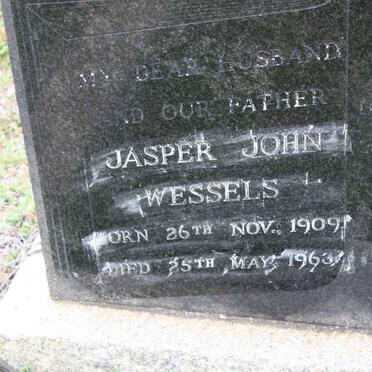 MY DEAR HUSBAND
AND OUR FATHER
JASPER JOHN
WESSELS
BORN 26TH NOV., 1909
DIED 25TH MAY, 1963